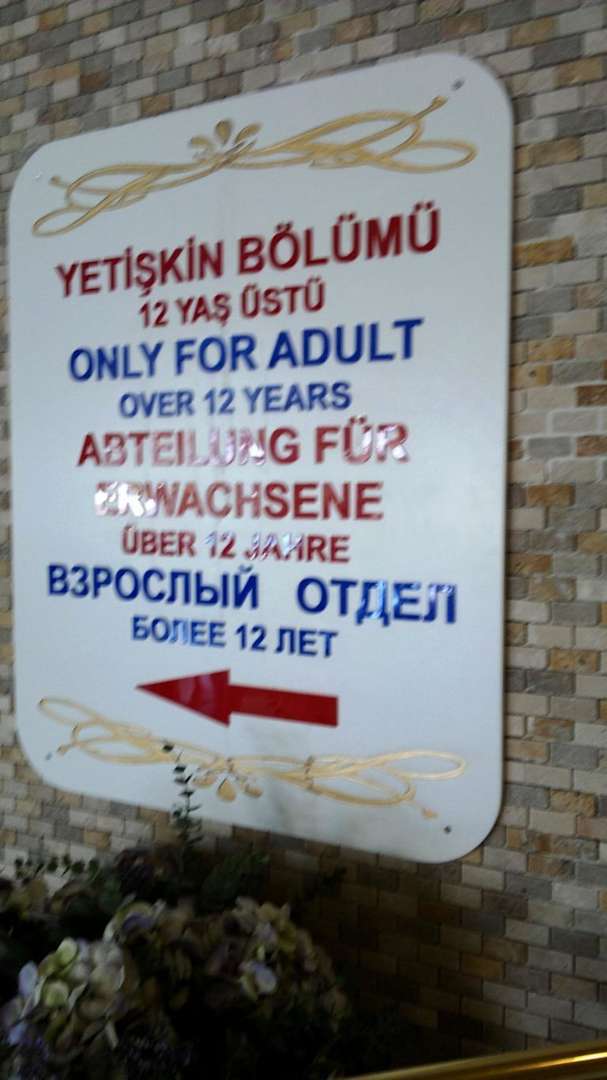 YETİŞKİN BÖLÜMÜ
12 YAŞ ÜSTÜ
ONLY FOR ADULT
OVER 12 YEARS
ABTEILUNG FÜR
ERWACHSENE
ÜBER 12 JAHRE
ВЗРОСЛЫЙ ОТДЕЛ
БОЛЕЕ 12 ЛЕТ